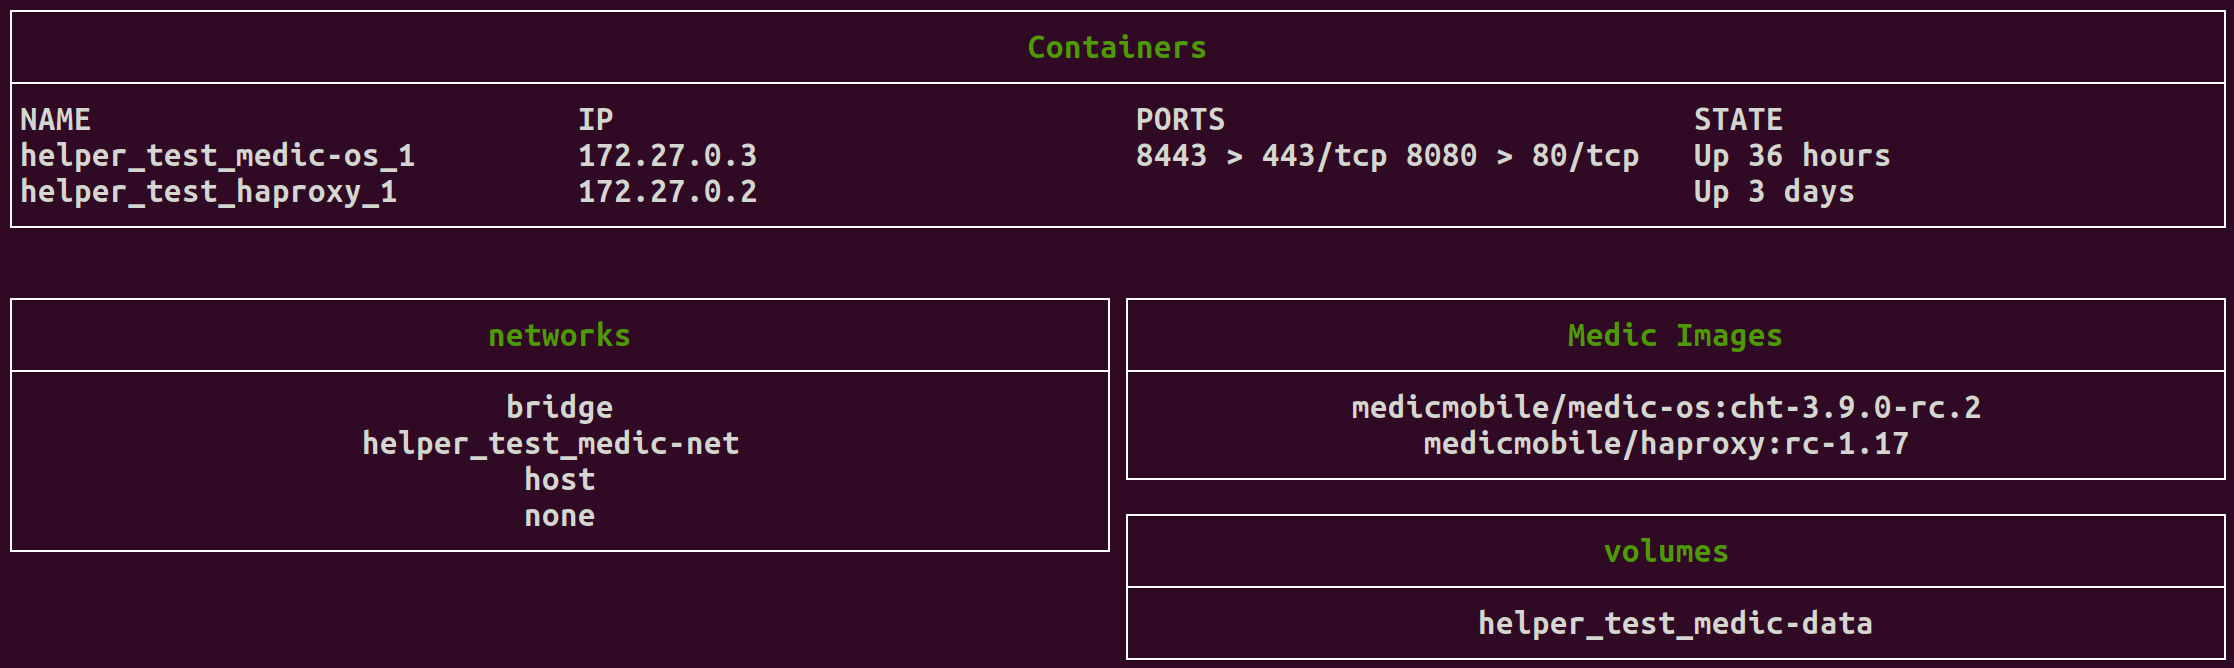 Containers
NAME IP PORTS STATE
helper_test_medic-os_1 172.27.0.3 8443 > 443/tcp 8080 > 80/tcp Up 36 hours
helper_test_haproxy_1 172.27.0.2 Up 3 days
networks
bridge
helper_test_medic-net
host
none
Medic Images
medicmobile/medic-os:cht-3.9.0-rc.2
medicmobile/haproxy:rc-1.17
volumes
helper_test_medic-data